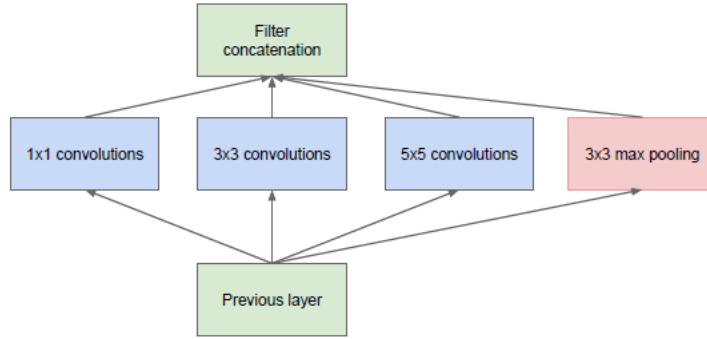 Filter
concatenation
1x1 convolutions
3x3 convolutions
5x5 convolutions
3x3 max pooling
Previous layer